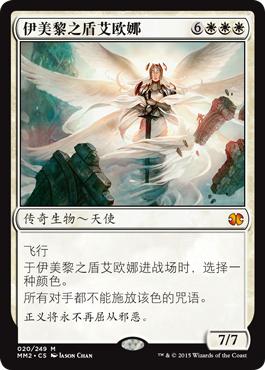 伊美黎之盾艾欧娜 6
传奇生物～天使
飞行
于伊美黎之盾艾欧娜进战场时，选择一
种颜色。
所有对手都不能施放该色的咒语。
正义将永不再屈从邪恶。
7/7
020/249 M
MM2 • CS JASON CHAN
™ & © 2015 Wizards of the Coast